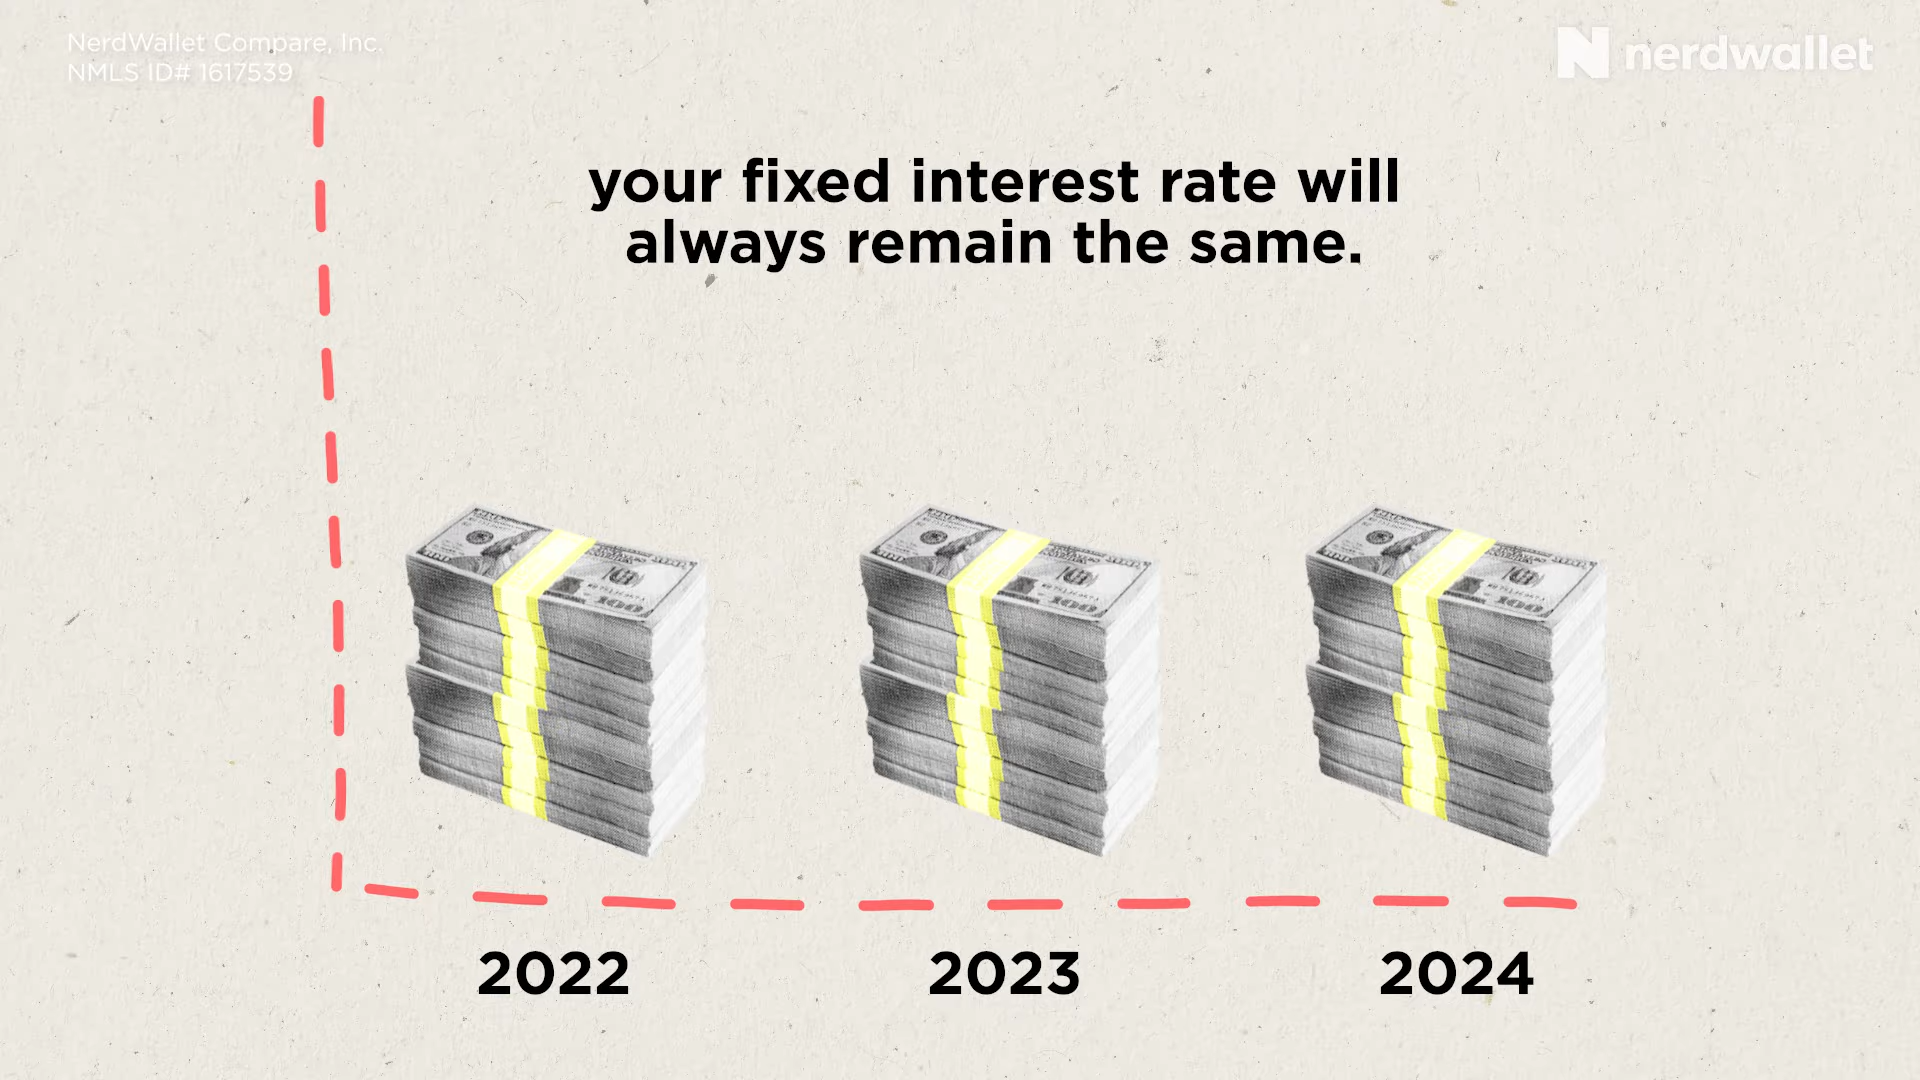 NerdWallet Compare, Inc.
NMLS ID# 1617539
nerdwallet
your fixed interest rate will
always remain the same.
2022
2023
2024